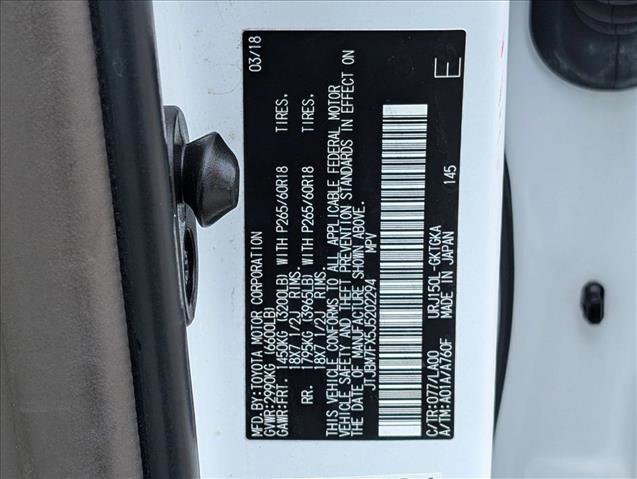 MFD.BY:TOYOTA MOTOR CORPORATION 03/18
GVWR:2990KG (6600LB)
GAWR:FRT. 1450KG (3200LB) WITH P265/60R18 TIRES.
18X7 1/2J RIMS.
RR. 1795KG (3965LB) WITH P265/60R18 TIRES.
18X7 1/2J RIMS.
THIS VEHICLE CONFORMS TO ALL APPLICABLE FEDERAL MOTOR
VEHICLE SAFETY AND THEFT PREVENTION STANDARDS IN EFFECT ON
THE DATE OF MANUFACTURE SHOWN ABOVE.
JTJBM7FX5J5202294 MPV E
C/TR:077/LA00 URJ150L-GKTGKA
A/TM:A01A/A760F MADE IN JAPAN 145